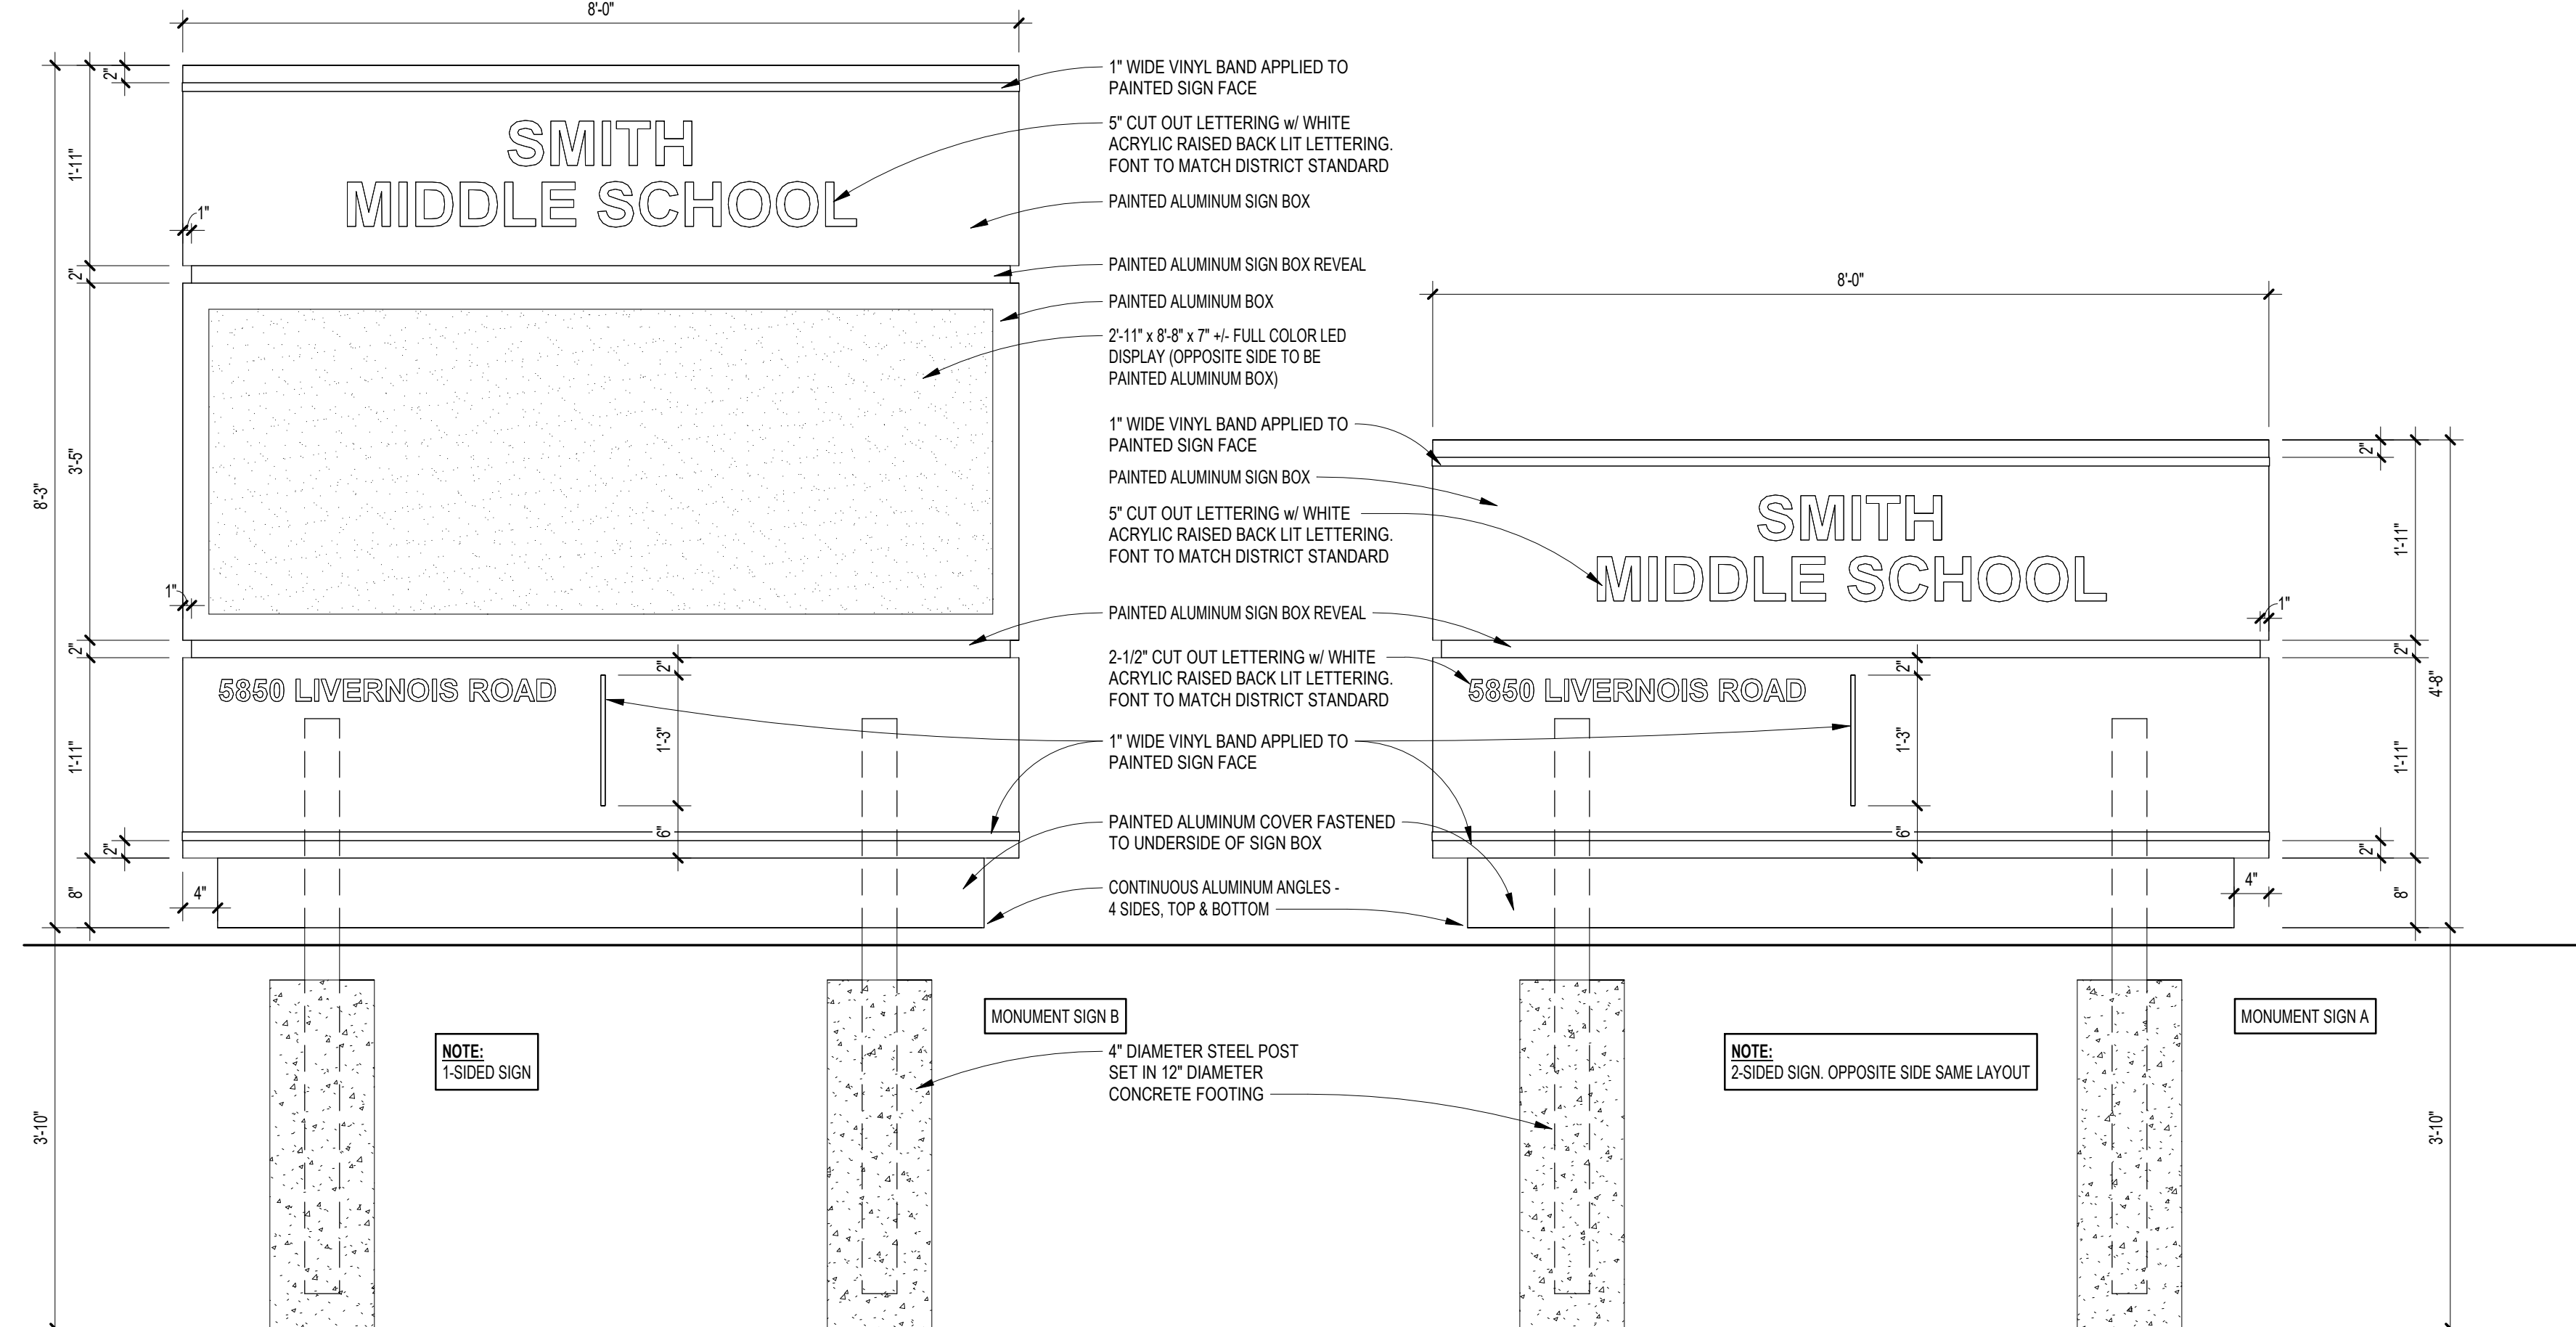 8'-0"
2"
1'-11"
1"
2"
3'-5"
8'-3"
1"
2"
1'-11"
2"
8"
4"
3'-10"
SMITH
MIDDLE SCHOOL
5850 LIVERNOIS ROAD
2"
1'-3"
6"
1" WIDE VINYL BAND APPLIED TO
PAINTED SIGN FACE
5" CUT OUT LETTERING w/ WHITE
ACRYLIC RAISED BACK LIT LETTERING.
FONT TO MATCH DISTRICT STANDARD
PAINTED ALUMINUM SIGN BOX
PAINTED ALUMINUM SIGN BOX REVEAL
PAINTED ALUMINUM BOX
2'-11" x 8'-8" x 7" +/- FULL COLOR LED
DISPLAY (OPPOSITE SIDE TO BE
PAINTED ALUMINUM BOX)
1" WIDE VINYL BAND APPLIED TO
PAINTED SIGN FACE
PAINTED ALUMINUM SIGN BOX
5" CUT OUT LETTERING w/ WHITE
ACRYLIC RAISED BACK LIT LETTERING.
FONT TO MATCH DISTRICT STANDARD
PAINTED ALUMINUM SIGN BOX REVEAL
2-1/2" CUT OUT LETTERING w/ WHITE
ACRYLIC RAISED BACK LIT LETTERING.
FONT TO MATCH DISTRICT STANDARD
1" WIDE VINYL BAND APPLIED TO
PAINTED SIGN FACE
PAINTED ALUMINUM COVER FASTENED
TO UNDERSIDE OF SIGN BOX
CONTINUOUS ALUMINUM ANGLES -
4 SIDES, TOP & BOTTOM
MONUMENT SIGN B
NOTE:
1-SIDED SIGN
4" DIAMETER STEEL POST
SET IN 12" DIAMETER
CONCRETE FOOTING
8'-0"
SMITH
MIDDLE SCHOOL
5850 LIVERNOIS ROAD
2"
1'-3"
6"
2"
1'-11"
1"
2"
4'-8"
1'-11"
2"
4"
8"
3'-10"
MONUMENT SIGN A
NOTE:
2-SIDED SIGN. OPPOSITE SIDE SAME LAYOUT